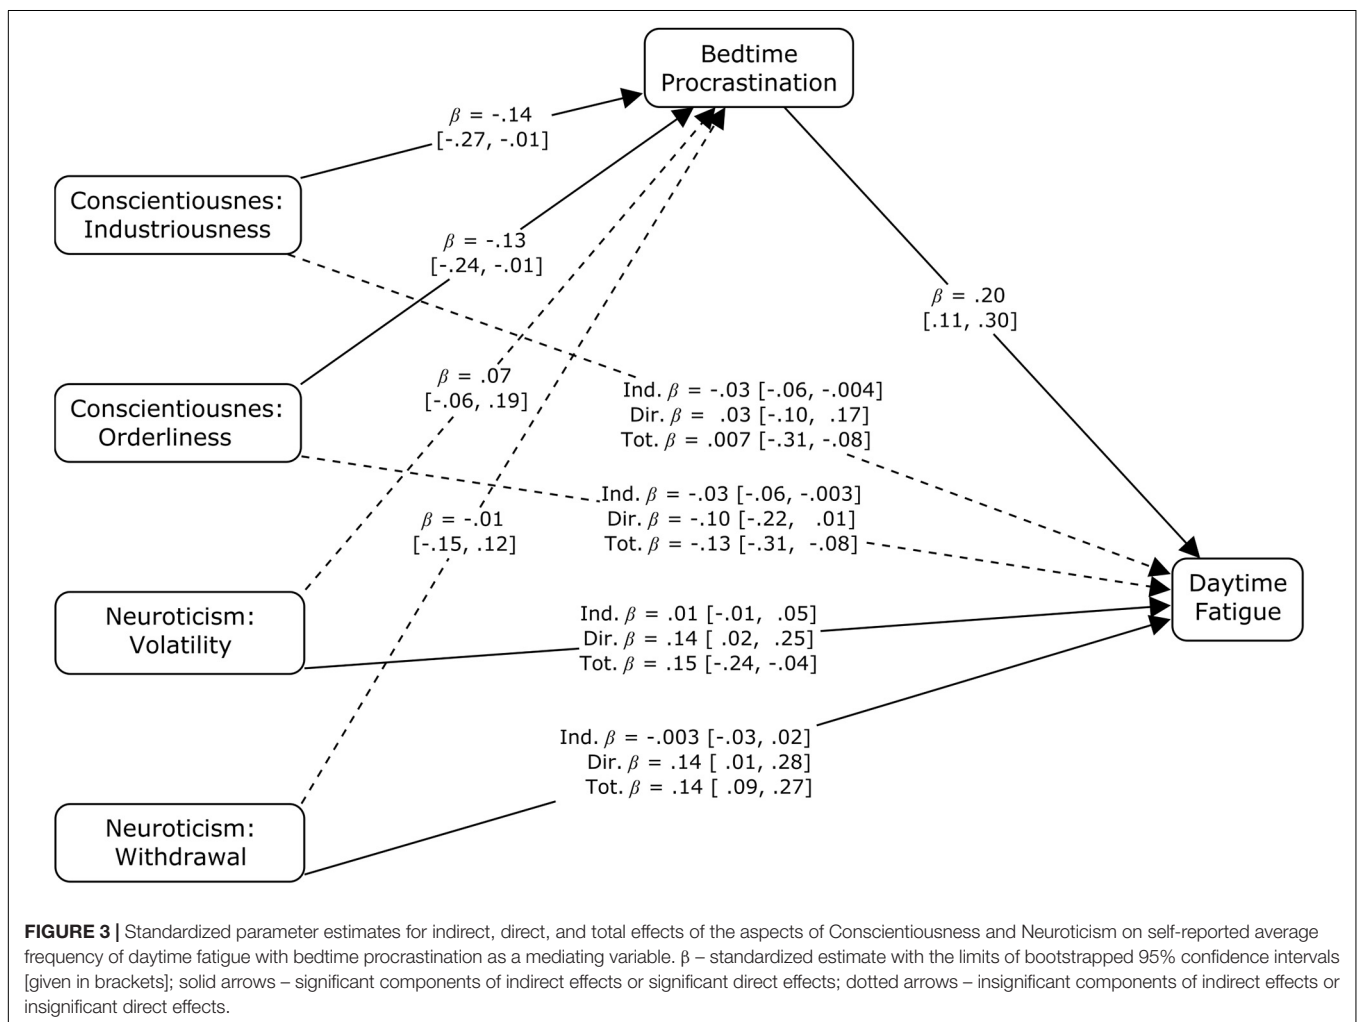 Bedtime
Procrastination
β = -.14
[-.27, -.01]
Conscientiousnes:
Industriousness
β = -.13
[-.24, -.01]
β = .20
[.11, .30]
β = .07
[-.06, .19]
Ind. β = -.03 [-.06, -.004]
Dir. β = .03 [-.10, .17]
Tot. β = .007 [-.31, -.08]
Conscientiousnes:
Orderliness
Ind. β = -.03 [-.06, -.003]
Dir. β = -.10 [-.22, .01]
Tot. β = -.13 [-.31, -.08]
β = -.01
[-.15, .12]
Daytime
Fatigue
Neuroticism:
Volatility
Ind. β = .01 [-.01, .05]
Dir. β = .14 [ .02, .25]
Tot. β = .15 [-.24, -.04]
Ind. β = -.003 [-.03, .02]
Dir. β = .14 [ .01, .28]
Tot. β = .14 [ .09, .27]
Neuroticism:
Withdrawal
FIGURE 3 | Standardized parameter estimates for indirect, direct, and total effects of the aspects of Conscientiousness and Neuroticism on self-reported average
frequency of daytime fatigue with bedtime procrastination as a mediating variable. β – standardized estimate with the limits of bootstrapped 95% confidence intervals
[given in brackets]; solid arrows – significant components of indirect effects or significant direct effects; dotted arrows – insignificant components of indirect effects or
insignificant direct effects.